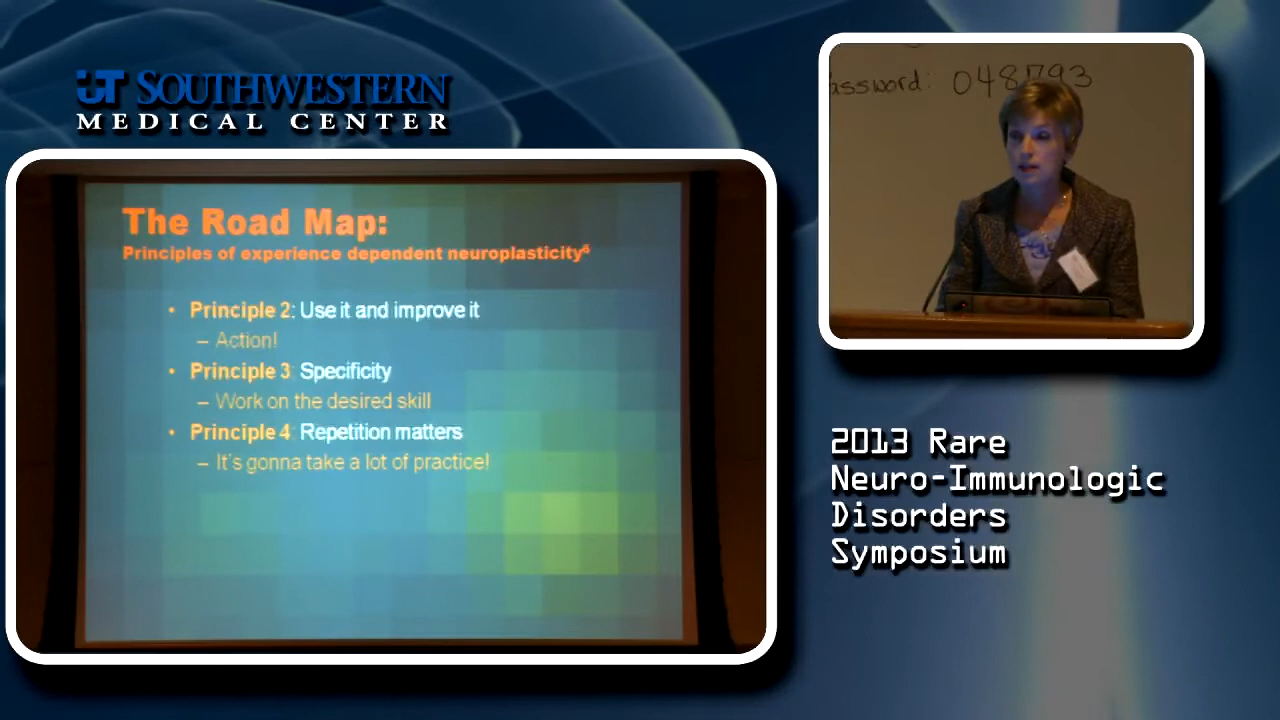 UT SOUTHWESTERN
MEDICAL CENTER
assword: 048793
The Road Map:
Principles of experience dependent neuroplasticity⁶
• Principle 2: Use it and improve it
– Action!
• Principle 3 Specificity
– Work on the desired skill
• Principle 4 Repetition matters
– It's gonna take a lot of practice!
2013 Rare
Neuro-Immunologic
Disorders
Symposium